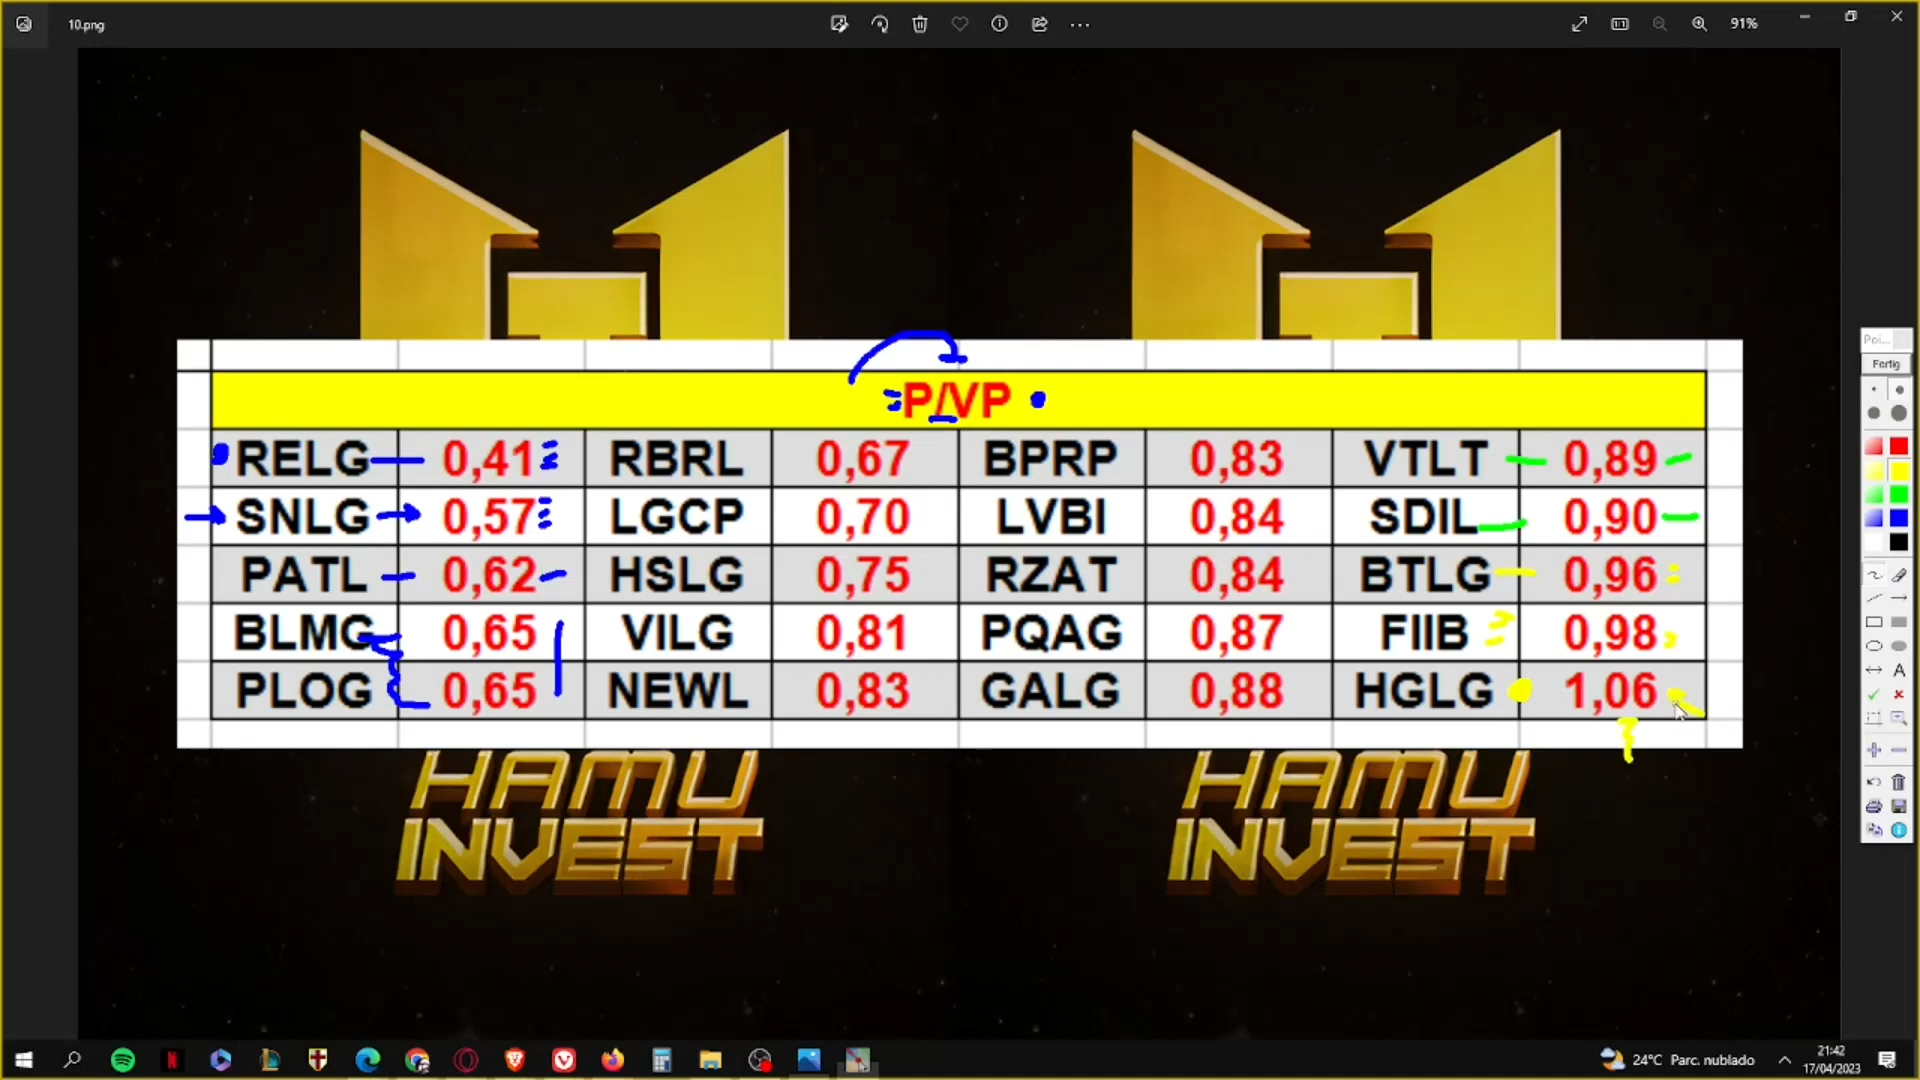 10.png
91%
P/VP
RELG 0,41 RBRL 0,67 BPRP 0,83 VTLT 0,89
SNLG 0,57 LGCP 0,70 LVBI 0,84 SDIL 0,90
PATL 0,62 HSLG 0,75 RZAT 0,84 BTLG 0,96
BLMG 0,65 VILG 0,81 PQAG 0,87 FIIB 0,98
PLOG 0,65 NEWL 0,83 GALG 0,88 HGLG 1,06
HAMU
INVEST
HAMU
INVEST
Poi...
Fertig
24°C Parc. nublado
21:42
17/04/2023